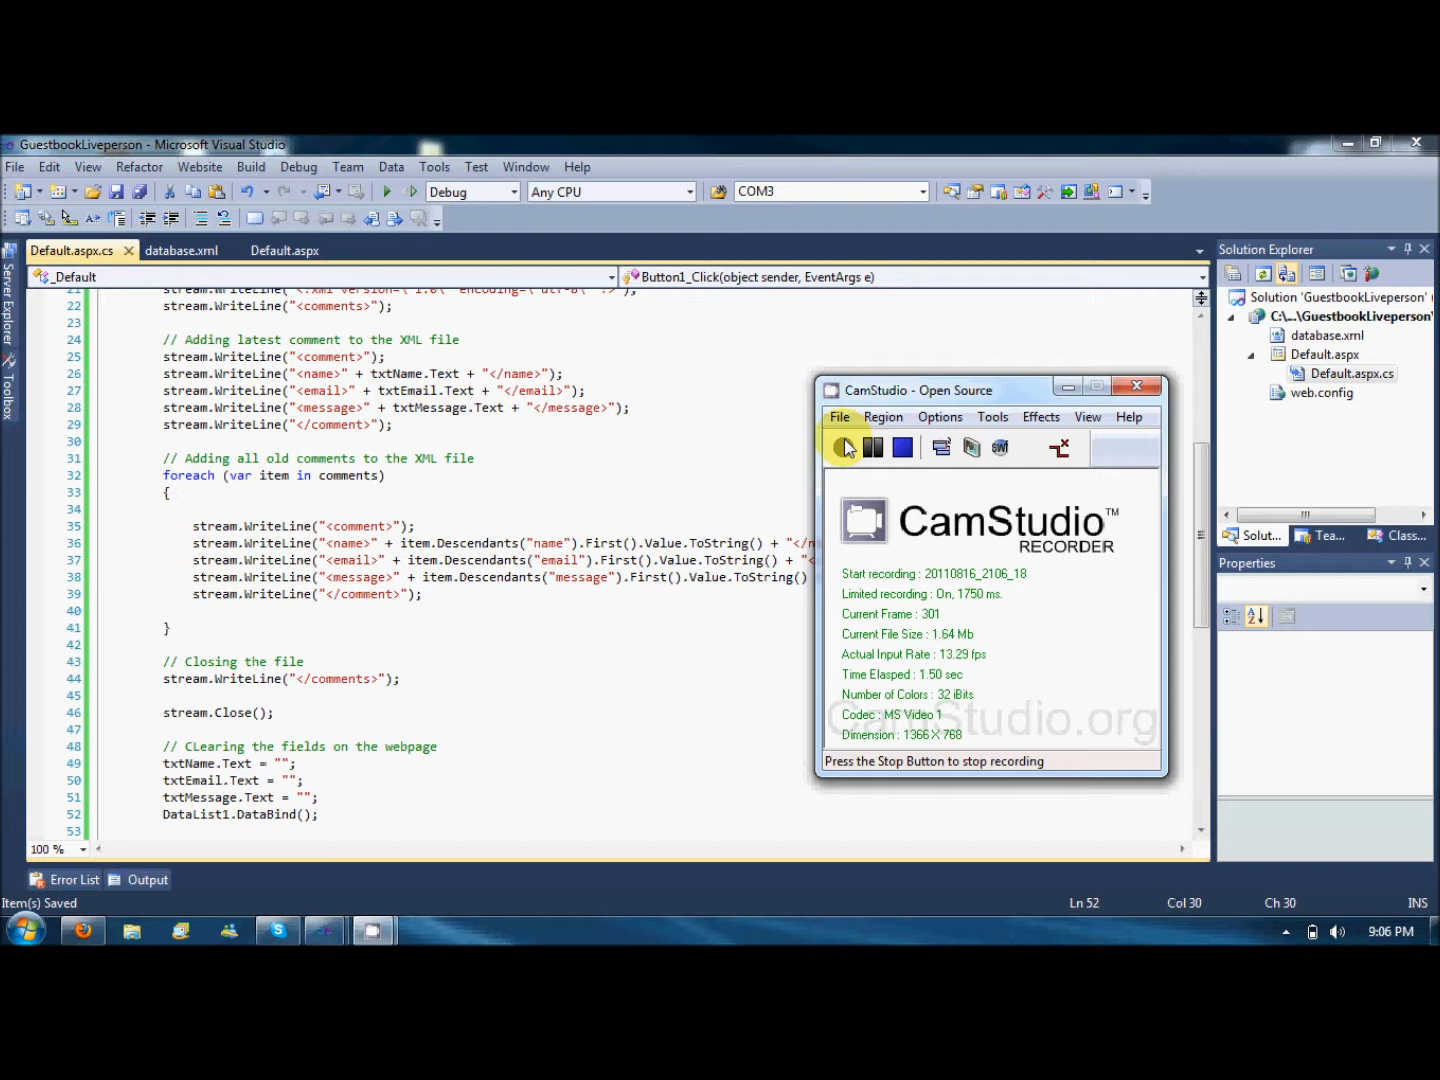 GuestbookLiveperson - Microsoft Visual Studio
File Edit View Refactor Website Build Debug Team Data Tools Test Window Help
Debug Any CPU COM3
Default.aspx.cs database.xml Default.aspx
_Default
Button1_Click(object sender, EventArgs e)
Server Explorer
Toolbox
22 stream.WriteLine("<comments>");
23
24 // Adding latest comment to the XML file
25 stream.WriteLine("<comment>");
26 stream.WriteLine("<name>" + txtName.Text + "</name>");
27 stream.WriteLine("<email>" + txtEmail.Text + "</email>");
28 stream.WriteLine("<message>" + txtMessage.Text + "</message>");
29 stream.WriteLine("</comment>");
30
31 // Adding all old comments to the XML file
32 foreach (var item in comments)
33 {
34
35 stream.WriteLine("<comment>");
36 stream.WriteLine("<name>" + item.Descendants("name").First().Value.ToString() + "</n
37 stream.WriteLine("<email>" + item.Descendants("email").First().Value.ToString() + "<
38 stream.WriteLine("<message>" + item.Descendants("message").First().Value.ToString()
39 stream.WriteLine("</comment>");
40
41 }
42
43 // Closing the file
44 stream.WriteLine("</comments>");
45
46 stream.Close();
47
48 // CLearing the fields on the webpage
49 txtName.Text = "";
50 txtEmail.Text = "";
51 txtMessage.Text = "";
52 DataList1.DataBind();
53
100 %
CamStudio - Open Source
File Region Options Tools Effects View Help
SWF
CamStudio™
RECORDER
Start recording : 20110816_2106_18
Limited recording : On, 1750 ms.
Current Frame : 301
Current File Size : 1.64 Mb
Actual Input Rate : 13.29 fps
Time Elasped : 1.50 sec
Number of Colors : 32 iBits
Codec : MS Video 1
Dimension : 1366 X 768
CamStudio.org
Press the Stop Button to stop recording
Solution Explorer
Solution 'GuestbookLiveperson' (
C:\...\GuestbookLiveperson\
database.xml
Default.aspx
Default.aspx.cs
web.config
Solut... Tea... Class...
Properties
Error List Output
Item(s) Saved
Ln 52 Col 30 Ch 30 INS
9:06 PM